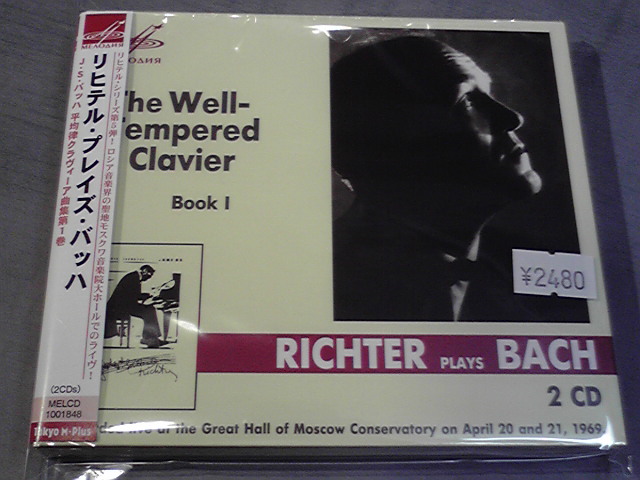 МЕЛОДИЯ
リヒテル・プレイズ・バッハ
J・S・バッハ 平均律クラヴィーア曲集第1巻
リヒテル・シリーズ第5弾! ロシア音楽界の聖地モスクワ音楽院大ホールでのライヴ!
(2CDs)
MELCD
1001848
Tokyo M-Plus
ДИЯ
The Well-
Tempered
Clavier
Book I
¥2480
RICHTER PLAYS BACH
2 CD
ded live at the Great Hall of Moscow Conservatory on April 20 and 21, 1969.